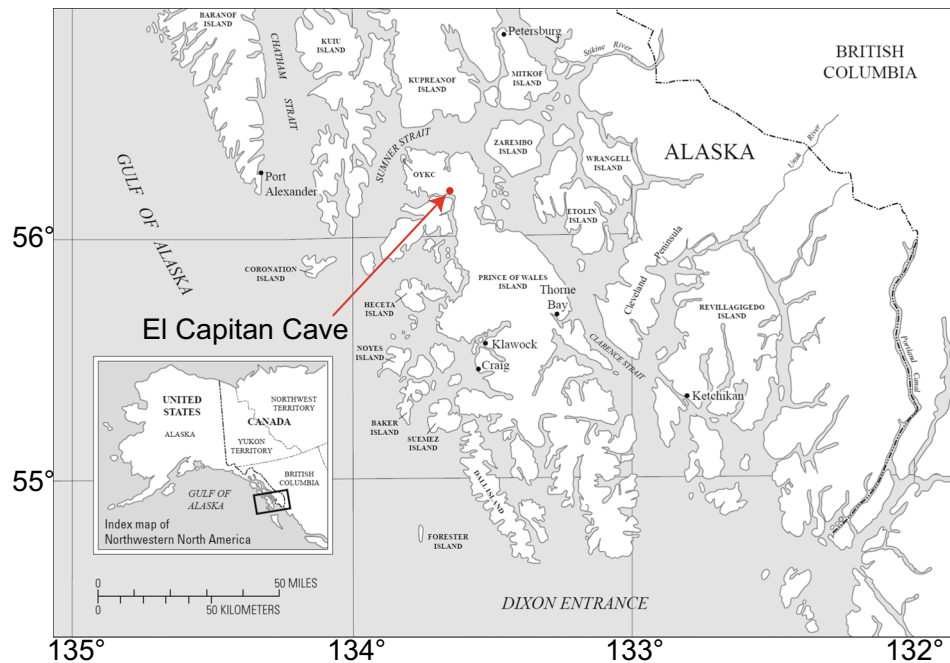 BARANOF
ISLAND
KUIU
ISLAND
CHATHAM
STRAIT
Petersburg
Stikine River
BRITISH
COLUMBIA
KUPREANOF
ISLAND
MITKOF
ISLAND
SUMNER STRAIT
ZAREMBO
ISLAND
WRANGELL
ISLAND
ALASKA
Unuk River
OYKC
Port
Alexander
GULF OF ALASKA
ETOLIN
ISLAND
56°
Cleveland Peninsula
CORONATION
ISLAND
PRINCE OF WALES
ISLAND
Thorne
Bay
HECETA
ISLAND
REVILLAGIGEDO
ISLAND
El Capitan Cave
NOYES
ISLAND
Klawock
Craig
CLARENCE STRAIT
Portland Canal
Ketchikan
BAKER
ISLAND
SUEMEZ
ISLAND
UNITED
STATES
ALASKA
NORTHWEST
TERRITORY
CANADA
YUKON
TERRITORY
BRITISH
COLUMBIA
GULF OF
ALASKA
Index map of
Northwestern North America
55°
DALL ISLAND
FORESTER
ISLAND
0 50 MILES
0 50 KILOMETERS
DIXON ENTRANCE
135° 134° 133° 132°